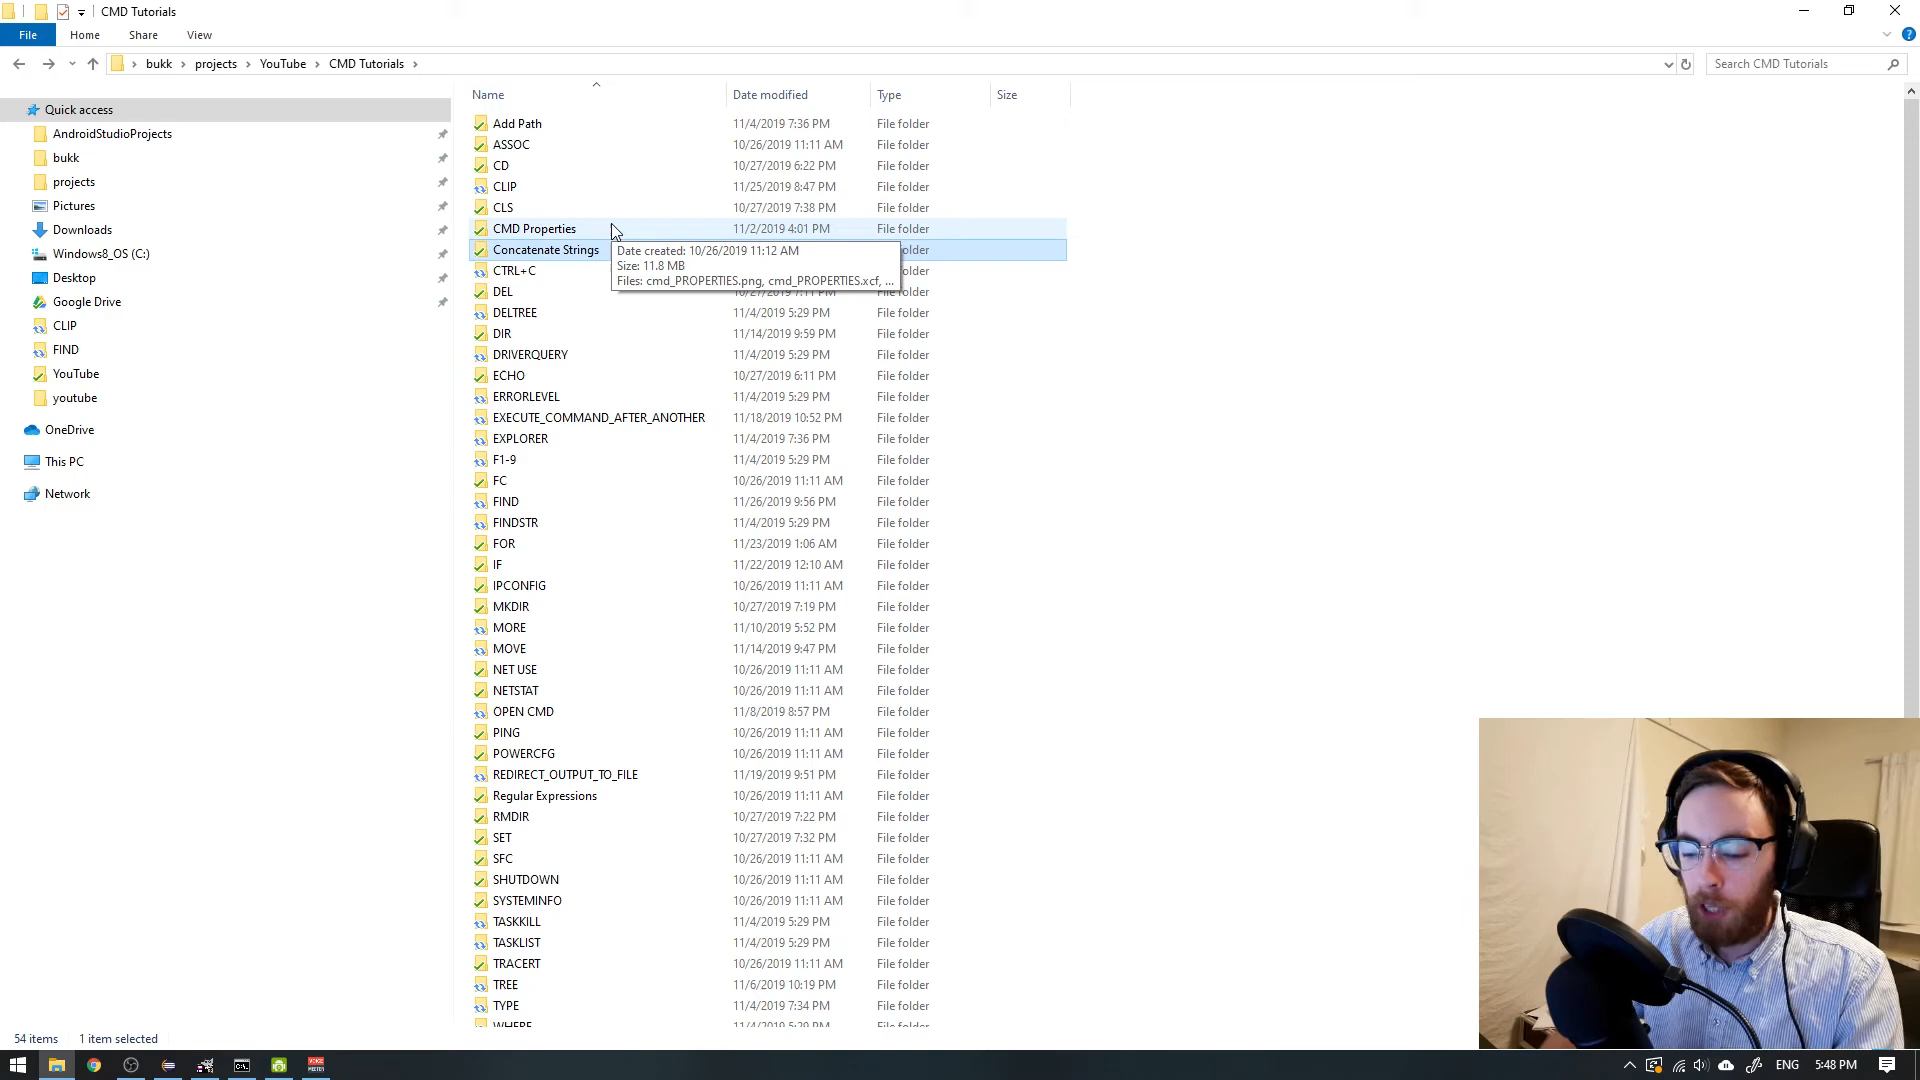 CMD Tutorials
File Home Share View
bukk projects YouTube CMD Tutorials
Search CMD Tutorials
Quick access
AndroidStudioProjects
bukk
projects
Pictures
Downloads
Windows8_OS (C:)
Desktop
Google Drive
CLIP
FIND
YouTube
youtube
OneDrive
This PC
Network
Name Date modified Type Size
Add Path 11/4/2019 7:36 PM File folder
ASSOC 10/26/2019 11:11 AM File folder
CD 10/27/2019 6:22 PM File folder
CLIP 11/25/2019 8:47 PM File folder
CLS 10/27/2019 7:38 PM File folder
CMD Properties 11/2/2019 4:01 PM File folder
Concatenate Strings
Date created: 10/26/2019 11:12 AM
Size: 11.8 MB
Files: cmd_PROPERTIES.png, cmd_PROPERTIES.xcf, ...
CTRL+C
DEL 10/27/2019 7:11 PM File folder
DELTREE 11/4/2019 5:29 PM File folder
DIR 11/14/2019 9:59 PM File folder
DRIVERQUERY 11/4/2019 5:29 PM File folder
ECHO 10/27/2019 6:11 PM File folder
ERRORLEVEL 11/4/2019 5:29 PM File folder
EXECUTE_COMMAND_AFTER_ANOTHER 11/18/2019 10:52 PM File folder
EXPLORER 11/4/2019 7:36 PM File folder
F1-9 11/4/2019 5:29 PM File folder
FC 10/26/2019 11:11 AM File folder
FIND 11/26/2019 9:56 PM File folder
FINDSTR 11/4/2019 5:29 PM File folder
FOR 11/23/2019 1:06 AM File folder
IF 11/22/2019 12:10 AM File folder
IPCONFIG 10/26/2019 11:11 AM File folder
MKDIR 10/27/2019 7:19 PM File folder
MORE 11/10/2019 5:52 PM File folder
MOVE 11/14/2019 9:47 PM File folder
NET USE 10/26/2019 11:11 AM File folder
NETSTAT 10/26/2019 11:11 AM File folder
OPEN CMD 11/8/2019 8:57 PM File folder
PING 10/26/2019 11:11 AM File folder
POWERCFG 10/26/2019 11:11 AM File folder
REDIRECT_OUTPUT_TO_FILE 11/19/2019 9:51 PM File folder
Regular Expressions 10/26/2019 11:11 AM File folder
RMDIR 10/27/2019 7:22 PM File folder
SET 10/27/2019 7:32 PM File folder
SFC 10/26/2019 11:11 AM File folder
SHUTDOWN 10/26/2019 11:11 AM File folder
SYSTEMINFO 10/26/2019 11:11 AM File folder
TASKKILL 11/4/2019 5:29 PM File folder
TASKLIST 11/4/2019 5:29 PM File folder
TRACERT 10/26/2019 11:11 AM File folder
TREE 11/6/2019 10:19 PM File folder
TYPE 11/4/2019 7:34 PM File folder
WHERE 11/4/2019 5:29 PM File folder
54 items 1 item selected
ENG 5:48 PM